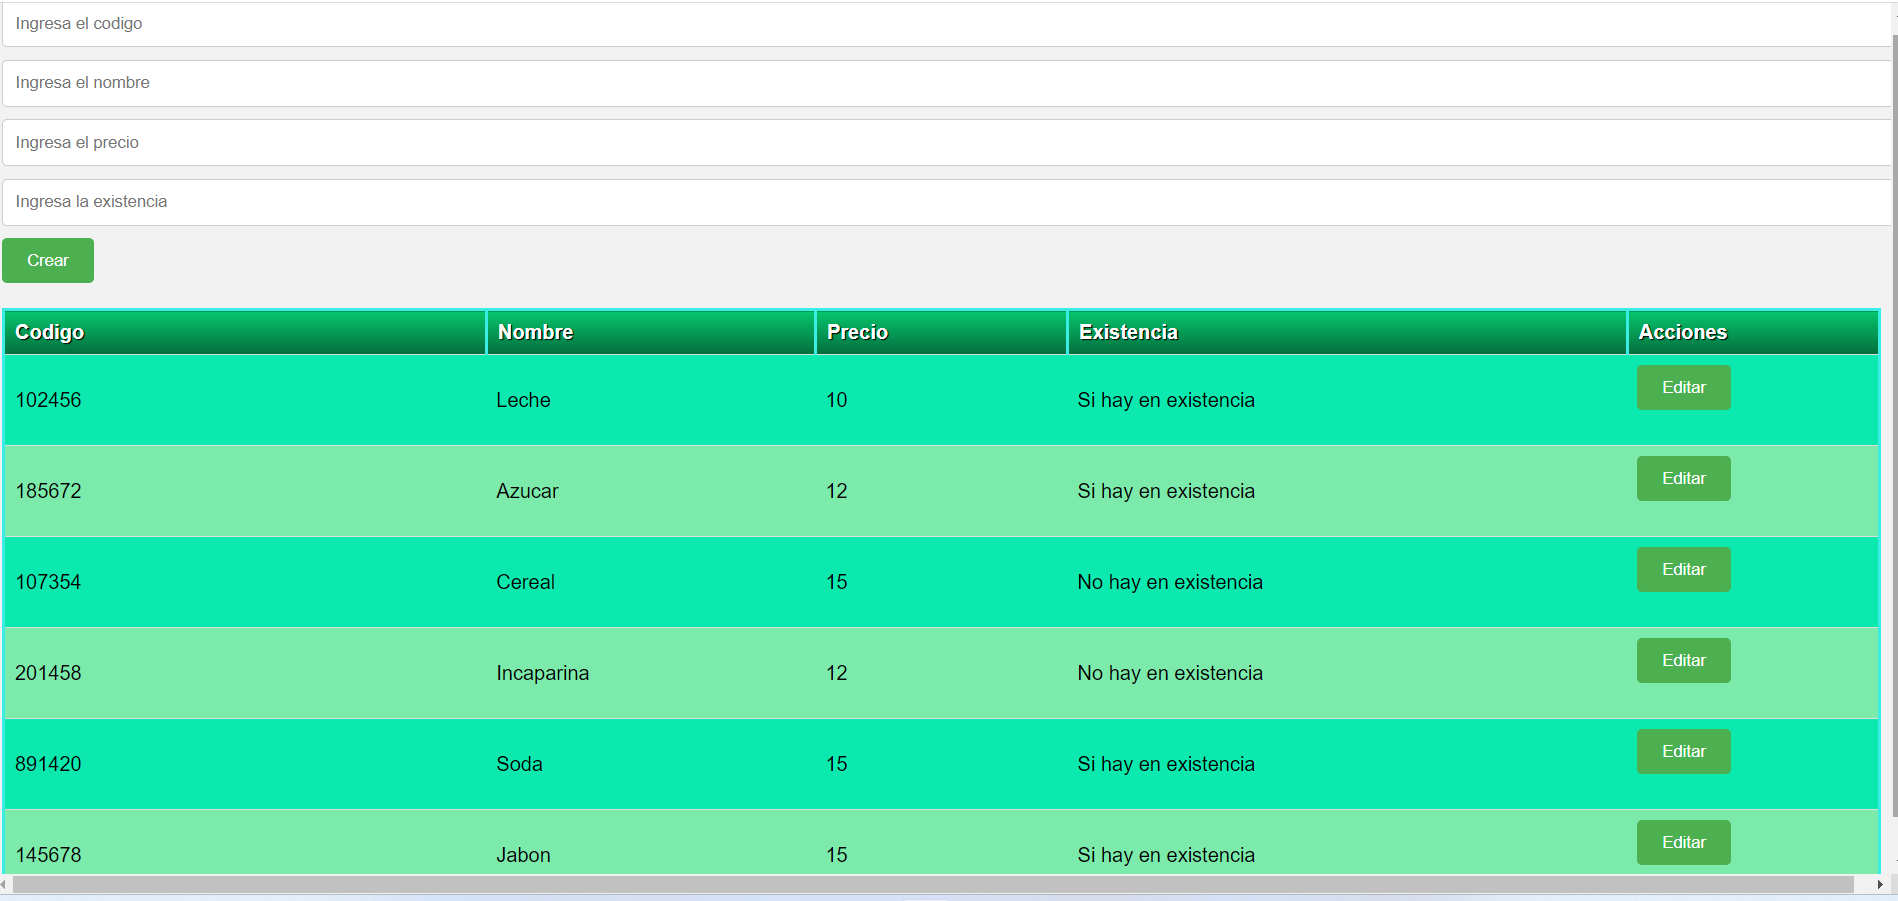 Ingresa el codigo
Ingresa el nombre
Ingresa el precio
Ingresa la existencia
Crear
Codigo Nombre Precio Existencia Acciones
102456 Leche 10 Si hay en existencia Editar
185672 Azucar 12 Si hay en existencia Editar
107354 Cereal 15 No hay en existencia Editar
201458 Incaparina 12 No hay en existencia Editar
891420 Soda 15 Si hay en existencia Editar
145678 Jabon 15 Si hay en existencia Editar